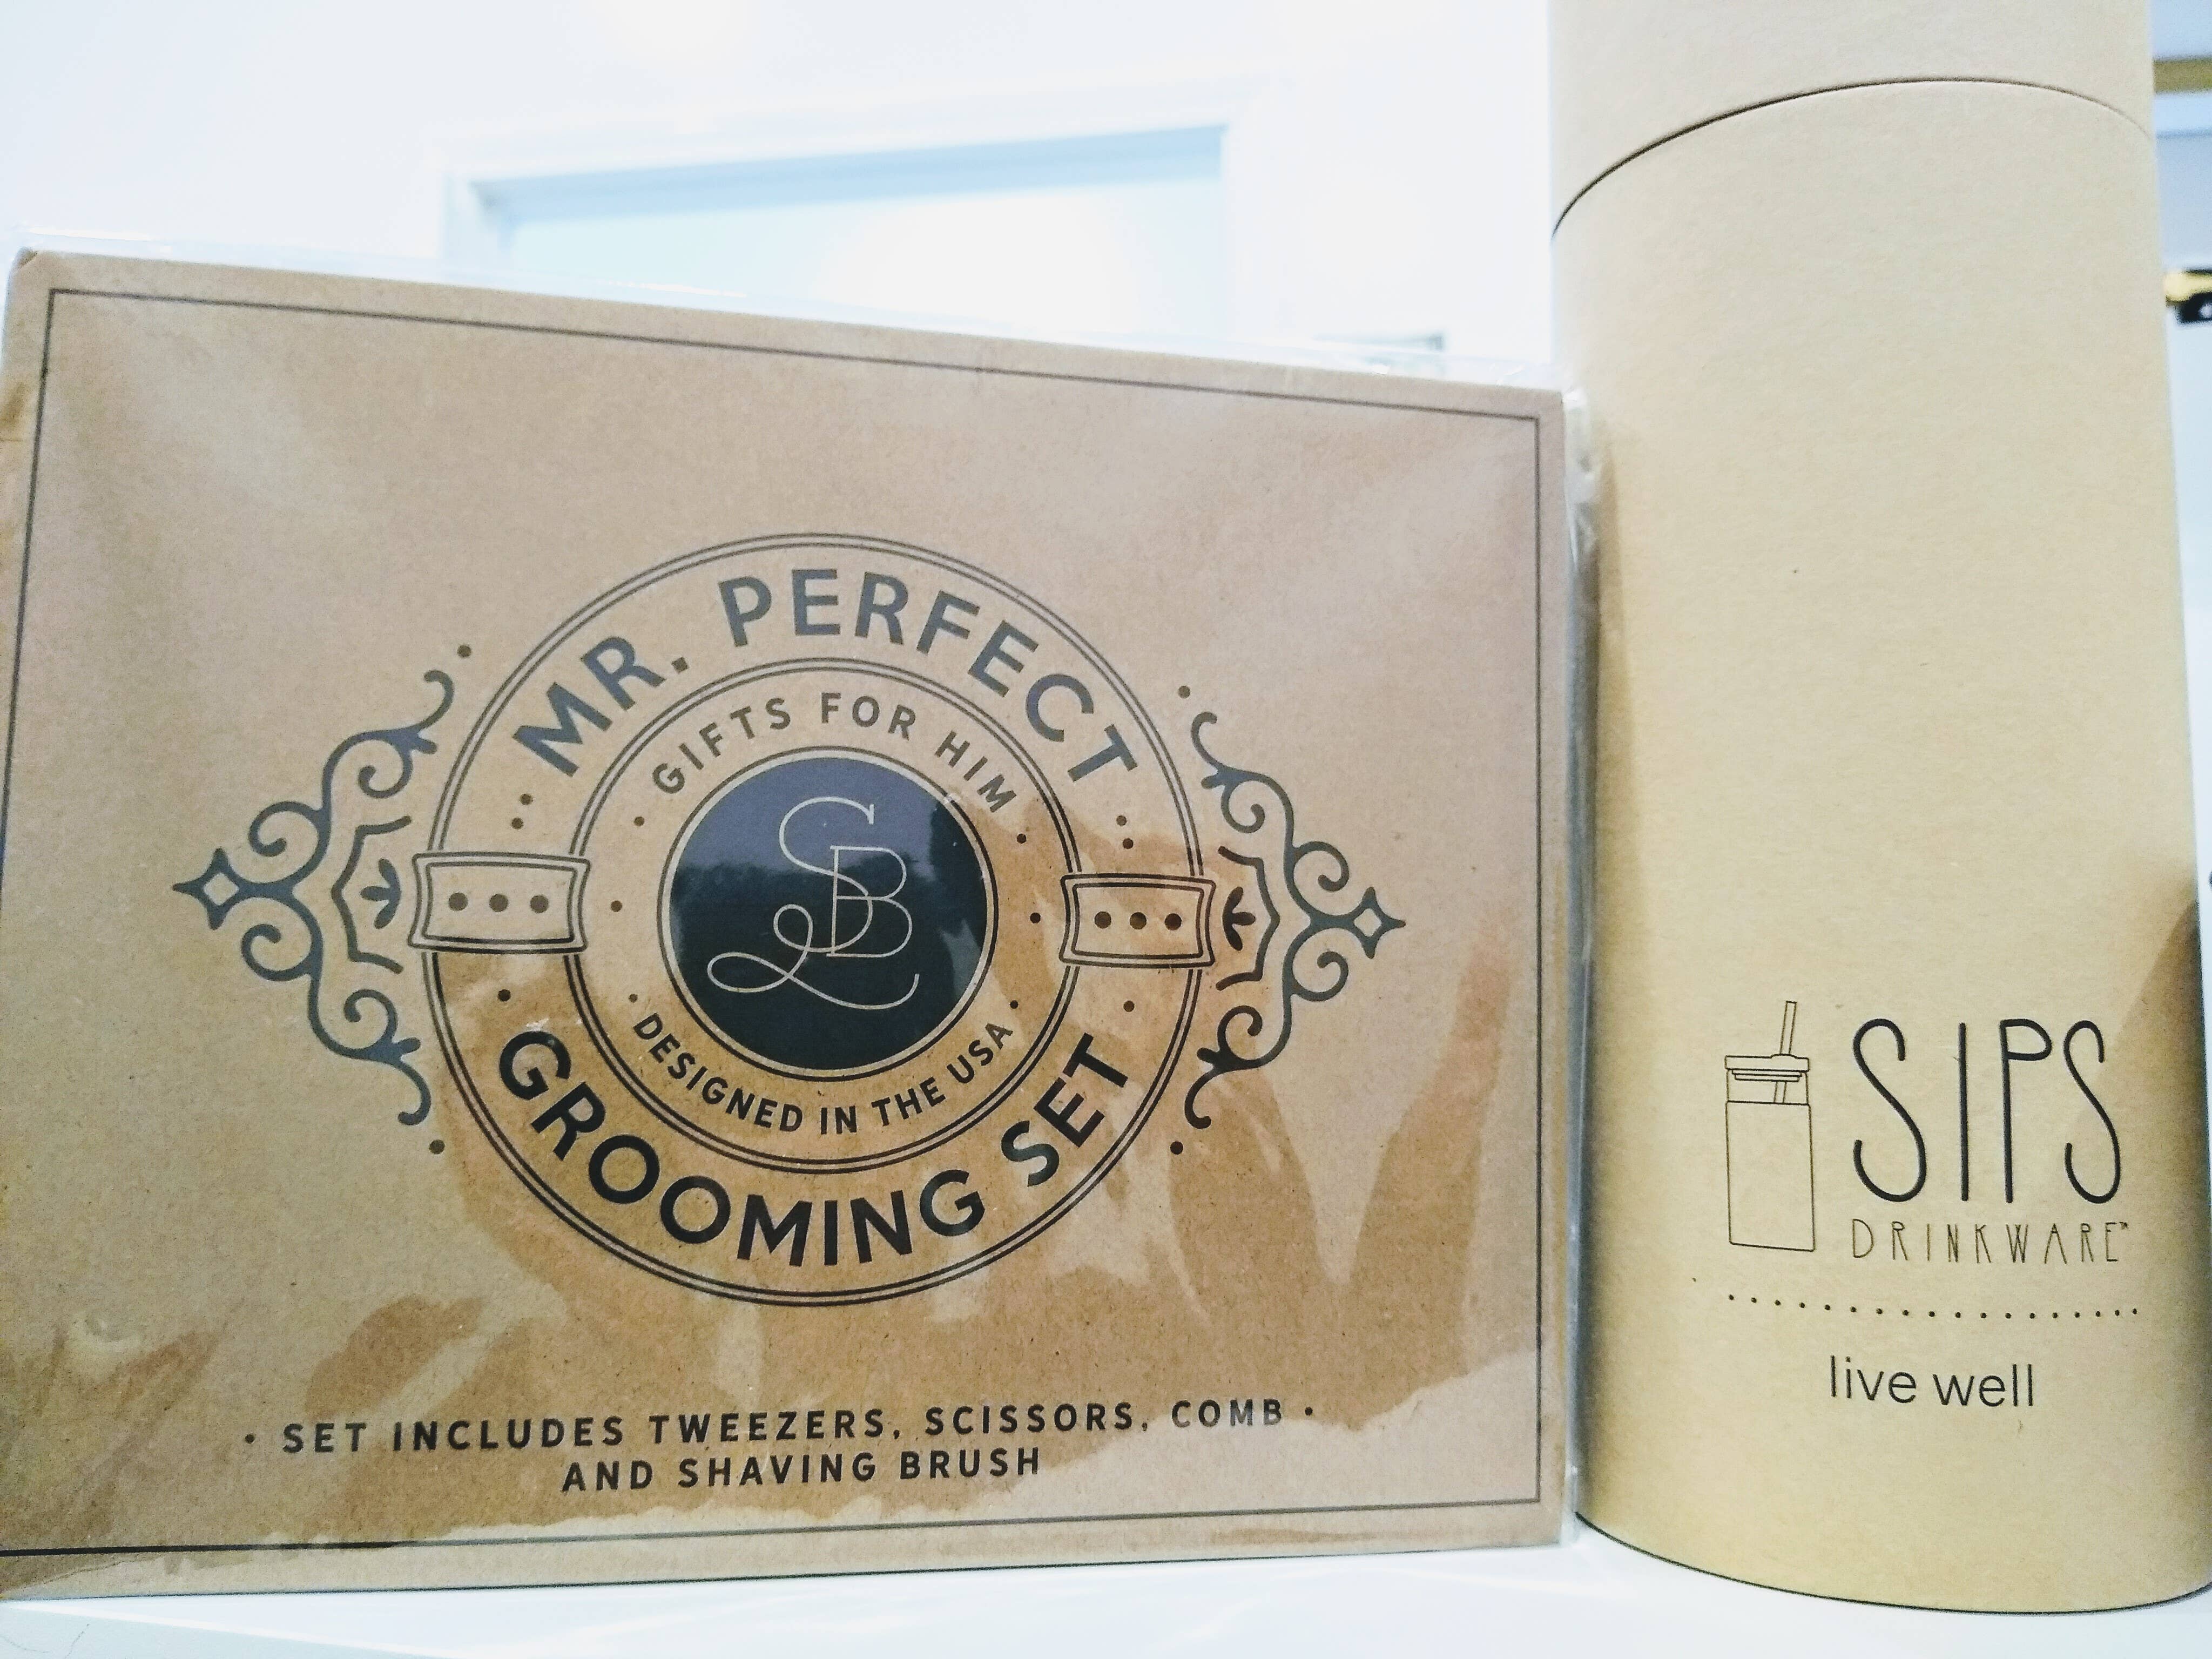 MR. PERFECT
GIFTS FOR HIM
SB
DESIGNED IN THE USA
GROOMING SET
· SET INCLUDES TWEEZERS, SCISSORS, COMB ·
AND SHAVING BRUSH
SIPS
DRINKWARE™
live well